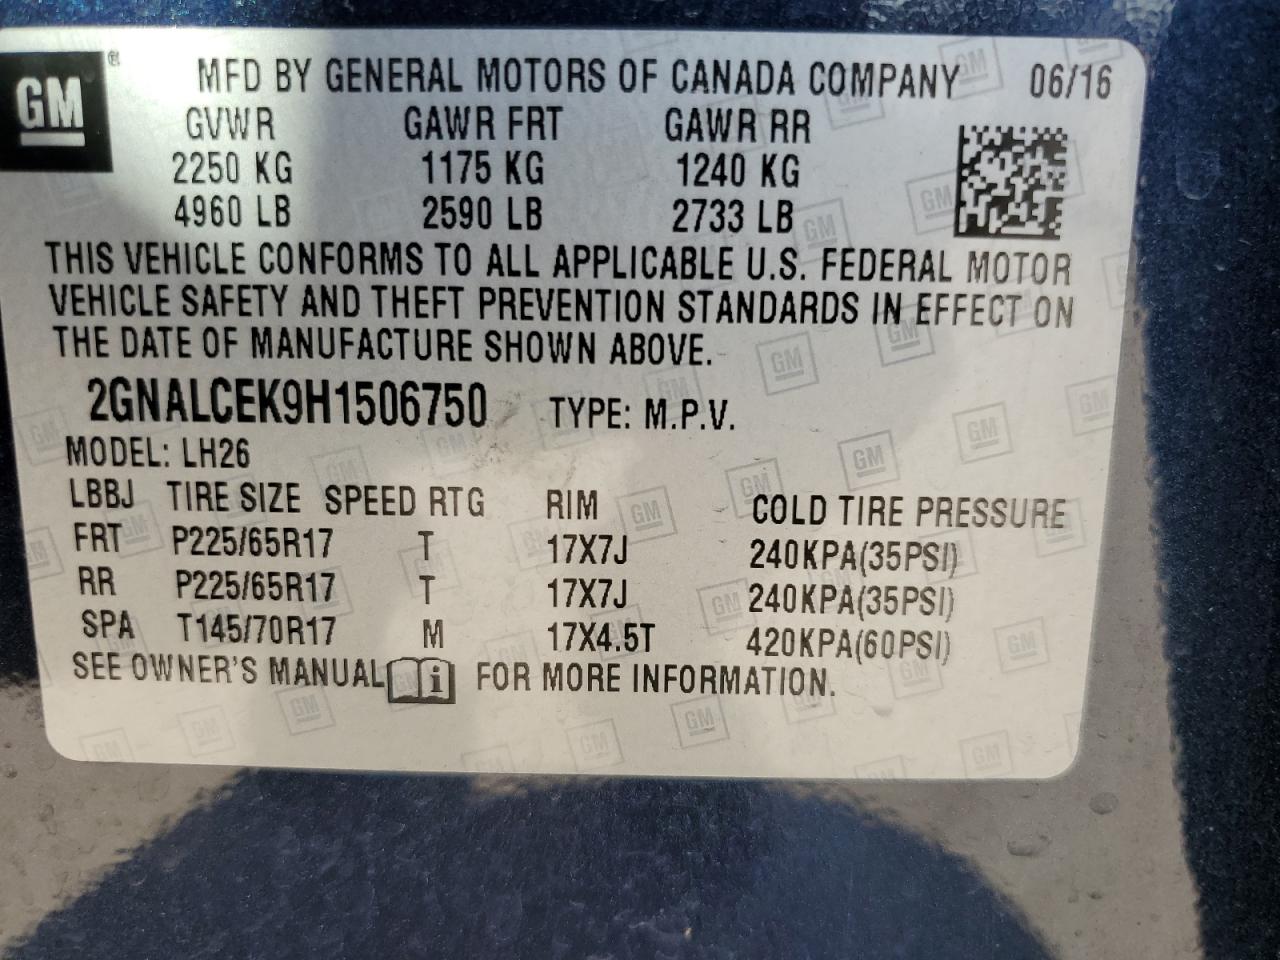 GM®
MFD BY GENERAL MOTORS OF CANADA COMPANY 06/16
GVWR GAWR FRT GAWR RR
2250 KG 1175 KG 1240 KG
4960 LB 2590 LB 2733 LB
THIS VEHICLE CONFORMS TO ALL APPLICABLE U.S. FEDERAL MOTOR
VEHICLE SAFETY AND THEFT PREVENTION STANDARDS IN EFFECT ON
THE DATE OF MANUFACTURE SHOWN ABOVE.
2GNALCEK9H1506750 TYPE: M.P.V.
MODEL: LH26
LBBJ TIRE SIZE SPEED RTG RIM COLD TIRE PRESSURE
FRT P225/65R17 T 17X7J 240KPA(35PSI)
RR P225/65R17 T 17X7J 240KPA(35PSI)
SPA T145/70R17 M 17X4.5T 420KPA(60PSI)
SEE OWNER'S MANUAL i FOR MORE INFORMATION.